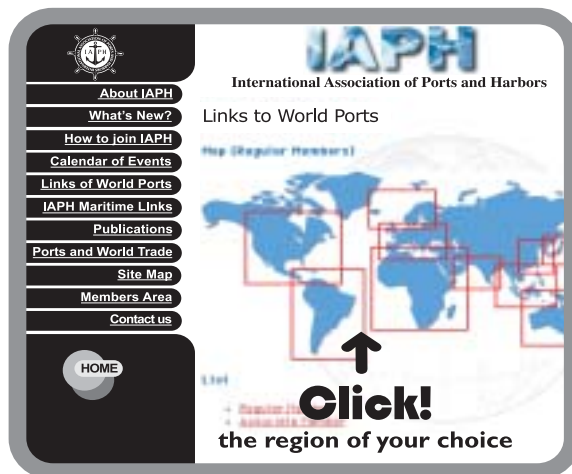 IAPH
IAPH
International Association of Ports and Harbors
About IAPH
What's New?
How to join IAPH
Calendar of Events
Links of World Ports
IAPH Maritime LInks
Publications
Ports and World Trade
Site Map
Members Area
Contact us
HOME
Links to World Ports
Map (Regular Members)
List
Click!
the region of your choice